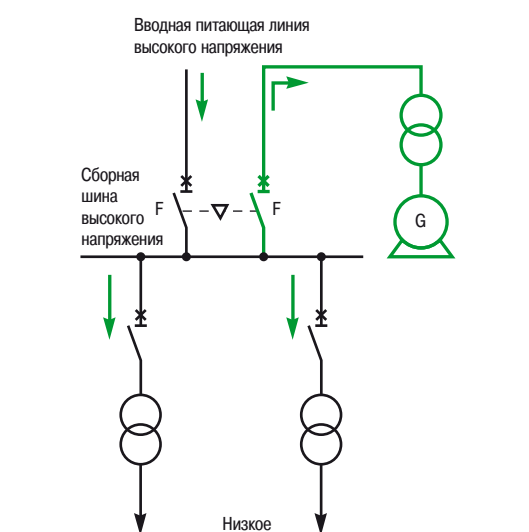 Вводная питающая линия
высокого напряжения
Сборная
шина
высокого
напряжения
F
F
G
Низкое